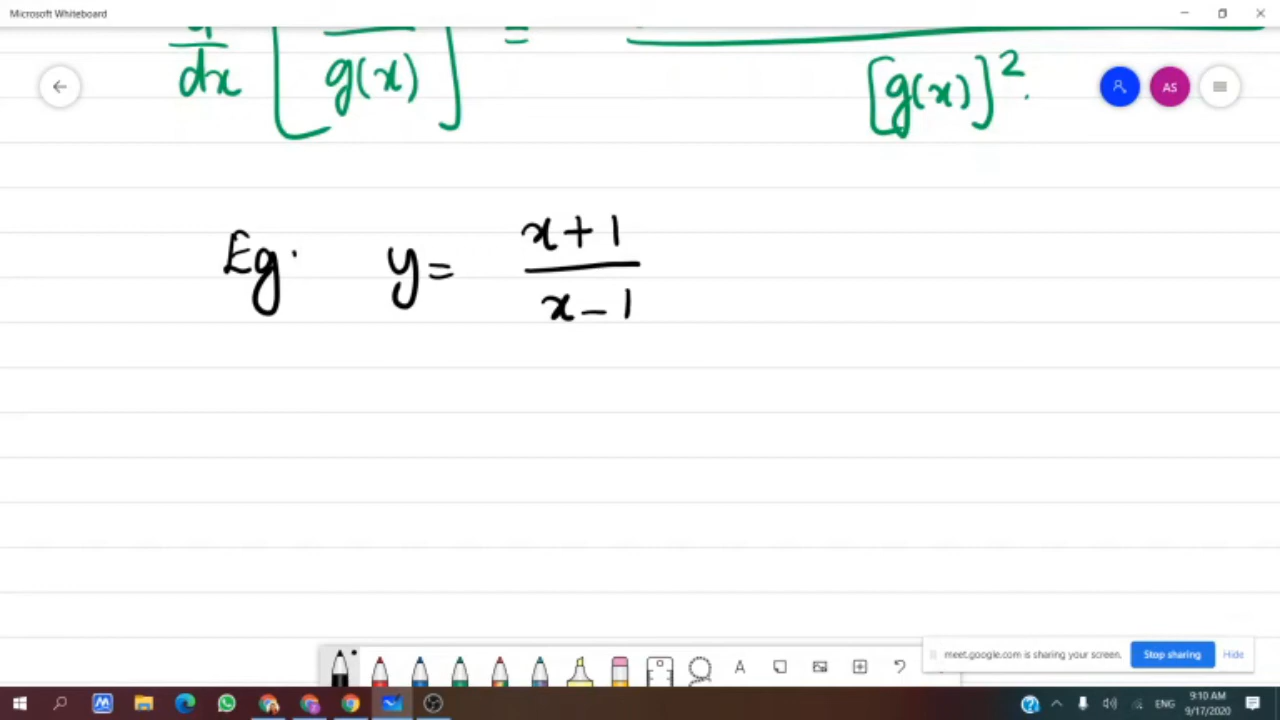 Microsoft Whiteboard
d/dx [ /g(x)] = /[g(x)]².
AS
Eg. y = x+1/x-1
A
meet.google.com is sharing your screen. Stop sharing Hide
ENG 9:10 AM
9/17/2020